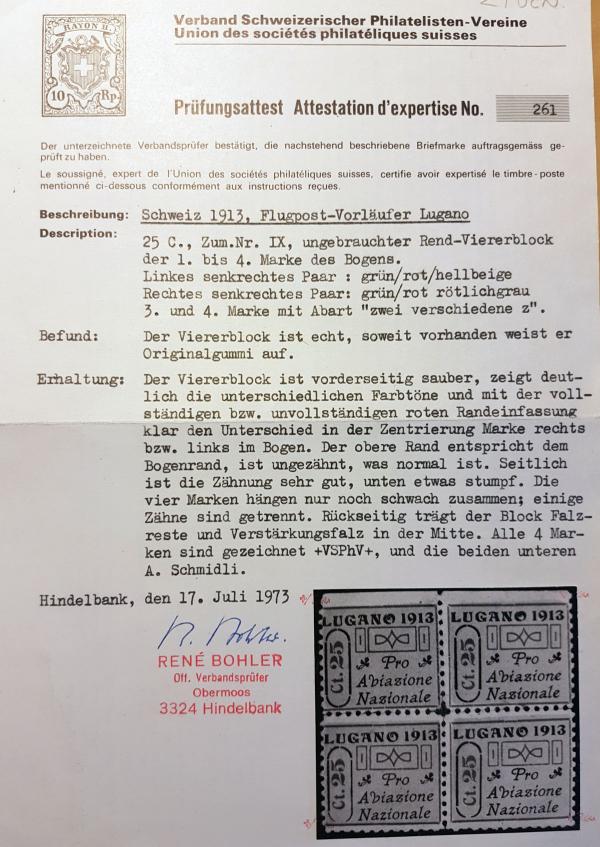 Verband Schweizerischer Philatelisten-Vereine
Union des sociétés philatéliques suisses
RAYON II
10 Rp.
Prüfungsattest Attestation d'expertise No. 261
Der unterzeichnete Verbandsprüfer bestätigt, die nachstehend beschriebene Briefmarke auftragsgemäss ge-
prüft zu haben.
Le soussigné, expert de l'Union des sociétés philatéliques suisses, certifie avoir expertisé le timbre-poste
mentionné ci-dessous conformément aux instructions reçues.
Beschreibung: Schweiz 1913, Flugpost-Vorläufer Lugano
Description:
25 C., Zum.Nr. IX, ungebrauchter Rend-Viererblock
der 1. bis 4. Marke des Bogens.
Linkes senkrechtes Paar : grün/rot/hellbeige
Rechtes senkrechtes Paar: grün/rot rötlichgrau
3. und 4. Marke mit Abart "zwei verschiedene z".
Befund: Der Viererblock ist echt, soweit vorhanden weist er
Originalgummi auf.
Erhaltung: Der Viererblock ist vorderseitig sauber, zeigt deut-
lich die unterschiedlichen Farbtöne und mit der voll-
ständigen bzw. unvollständigen roten Randeinfassung
klar den Unterschied in der Zentrierung Marke rechts
bzw. links im Bogen. Der obere Rand entspricht dem
Bogenrand, ist ungezähnt, was normal ist. Seitlich
ist die Zähnung sehr gut, unten etwas stumpf. Die
vier Marken hängen nur noch schwach zusammen; einige
Zähne sind getrennt. Rückseitig trägt der Block Falz-
reste und Verstärkungsfalz in der Mitte. Alle 4 Mar-
ken sind gezeichnet +VSPhV+, und die beiden unteren
A. Schmidli.
Hindelbank, den 17. Juli 1973
RENÉ BOHLER
Off. Verbandsprüfer
Obermoos
3324 Hindelbank
LUGANO 1913
Ct. 25
Pro
Abiazione
Nazionale
LUGANO 1913
Ct. 25
Pro
Abiazione
Nazionale
LUGANO 1913
Ct. 25
Pro
Abiazione
Nazionale
LUGANO 1913
Ct. 25
Pro
Abiazione
Nazionale